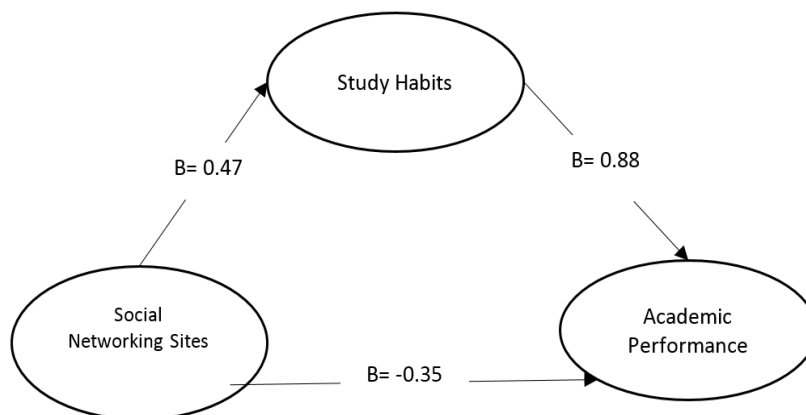 Study Habits
B= 0.47
B= 0.88
Social
Networking Sites
Academic
Performance
B= -0.35